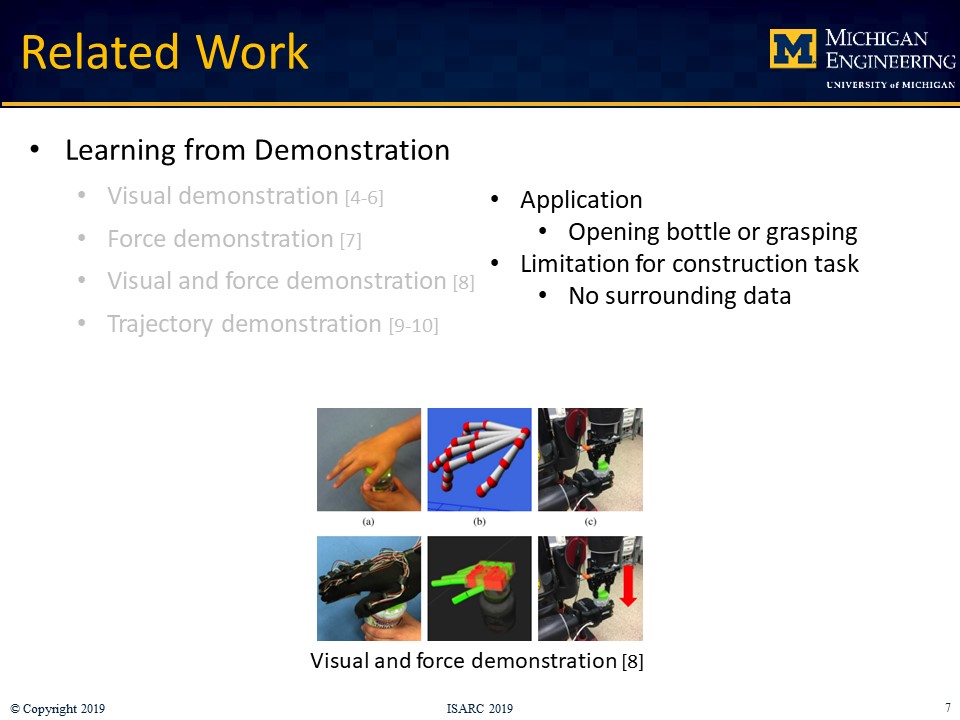 Related Work
M
MICHIGAN
ENGINEERING
UNIVERSITY of MICHIGAN
• Learning from Demonstration
• Visual demonstration [4-6]
• Force demonstration [7]
• Visual and force demonstration [8]
• Trajectory demonstration [9-10]
• Application
• Opening bottle or grasping
• Limitation for construction task
• No surrounding data
(a) (b) (c)
Visual and force demonstration [8]
© Copyright 2019 ISARC 2019 7